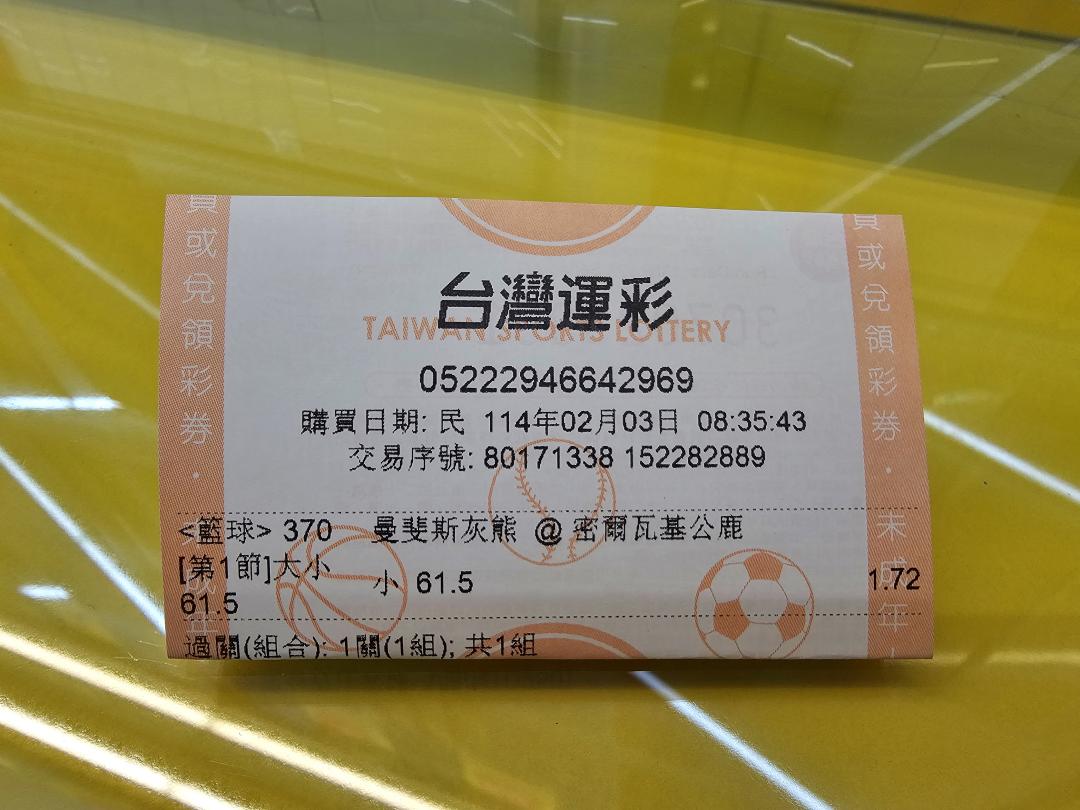 台灣運彩
TAIWAN SPORTS LOTTERY
05222946642969
購買日期: 民 114年02月03日 08:35:43
交易序號: 80171338 152282889
<籃球> 370 曼斐斯灰熊 @ 密爾瓦基公鹿
[第1節]大小
61.5
小 61.5
1.72
過關(組合): 1關(1組); 共1組
買或兌領彩券．
買或兌領彩券．未成年